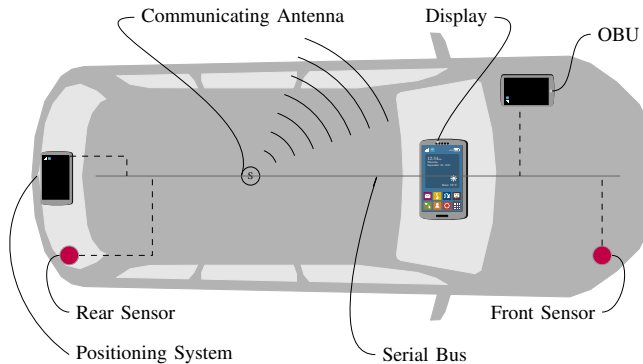 Communicating Antenna
Display
OBU
S
Rear Sensor
Front Sensor
Positioning System
Serial Bus